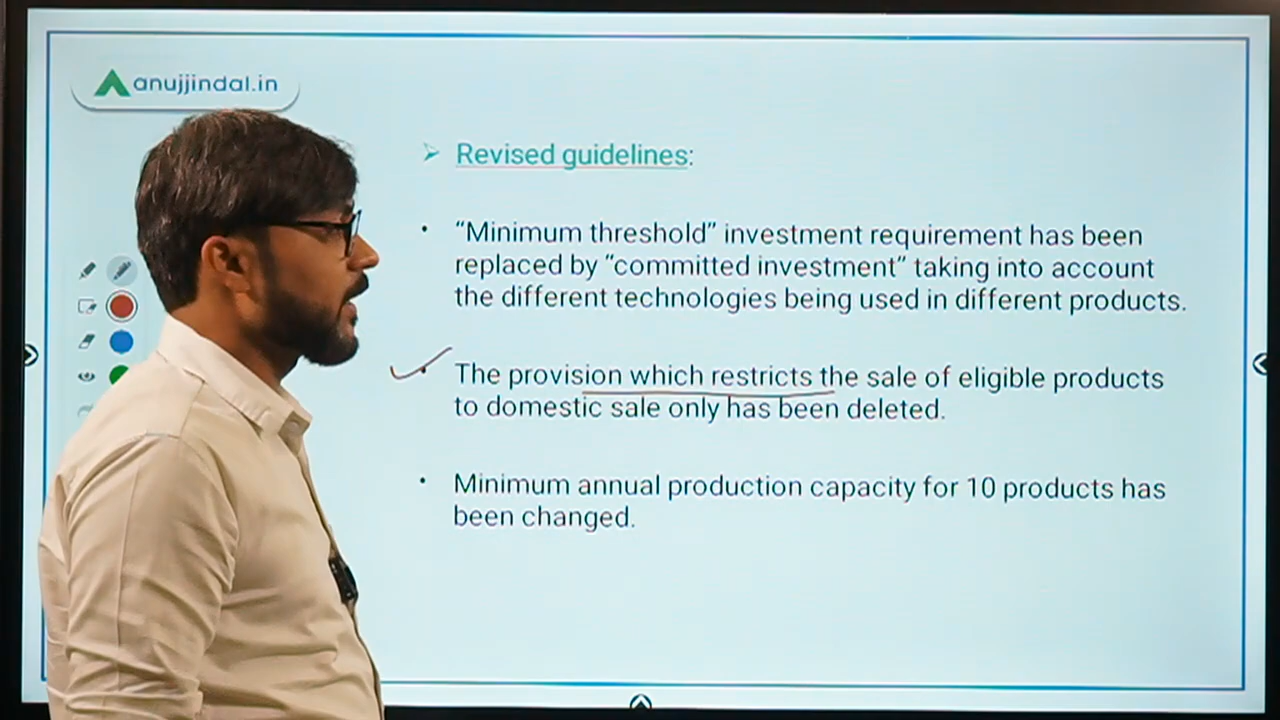 anujjindal.in
Revised guidelines:
“Minimum threshold” investment requirement has been
replaced by “committed investment” taking into account
the different technologies being used in different products.
The provision which restricts the sale of eligible products
to domestic sale only has been deleted.
Minimum annual production capacity for 10 products has
been changed.